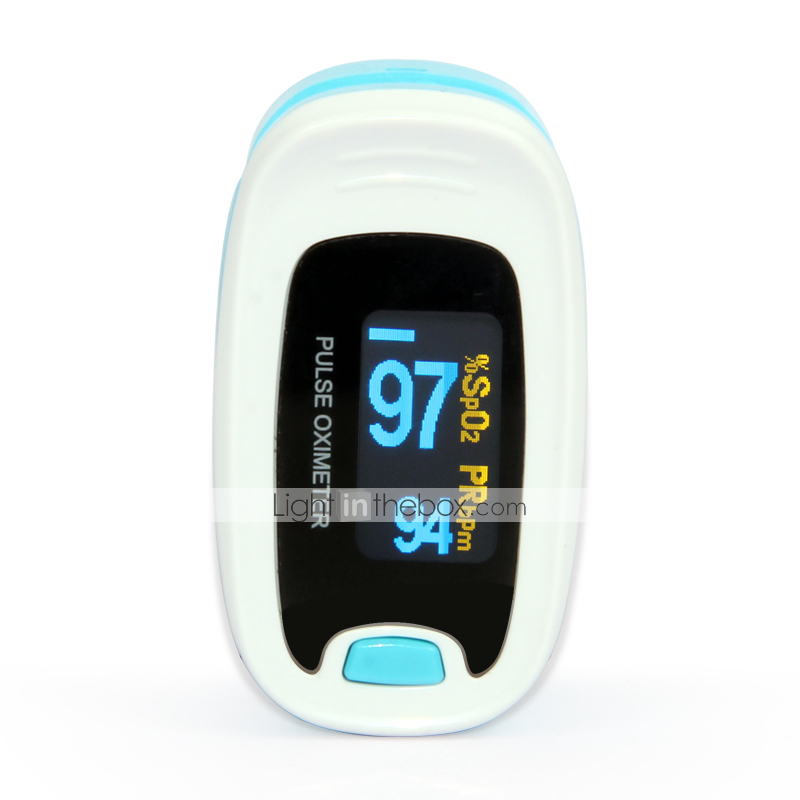 PULSE OXIMETER
%SpO2
97
PRbpm
94
Light in the box.com